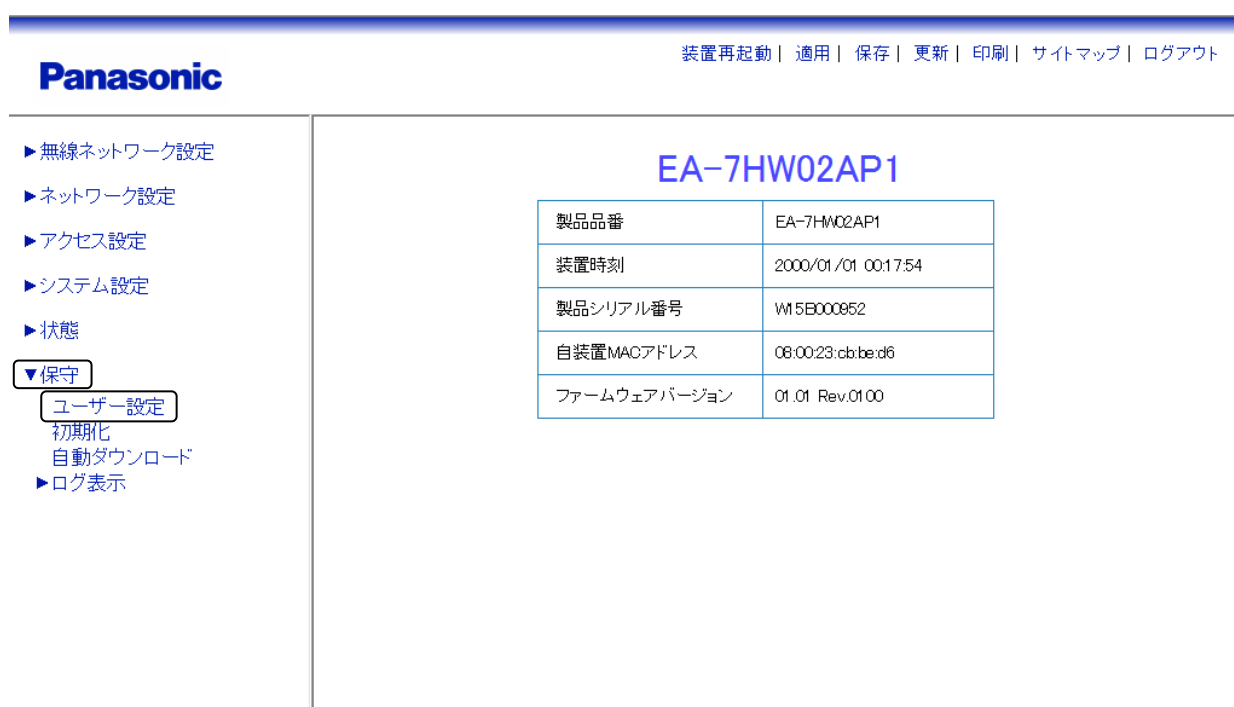 装置再起動 | 適用 | 保存 | 更新 | 印刷 | サイトマップ | ログアウト
Panasonic
▶無線ネットワーク設定
▶ネットワーク設定
▶アクセス設定
▶システム設定
▶状態
▼保守
ユーザー設定
初期化
自動ダウンロード
▶ログ表示
EA-7HW02AP1
製品品番 EA-7HW02AP1
装置時刻 2000/01/01 00:17:54
製品シリアル番号 W15B000952
自装置MACアドレス 08:00:23:cb:be:d6
ファームウェアバージョン 01.01 Rev.0100